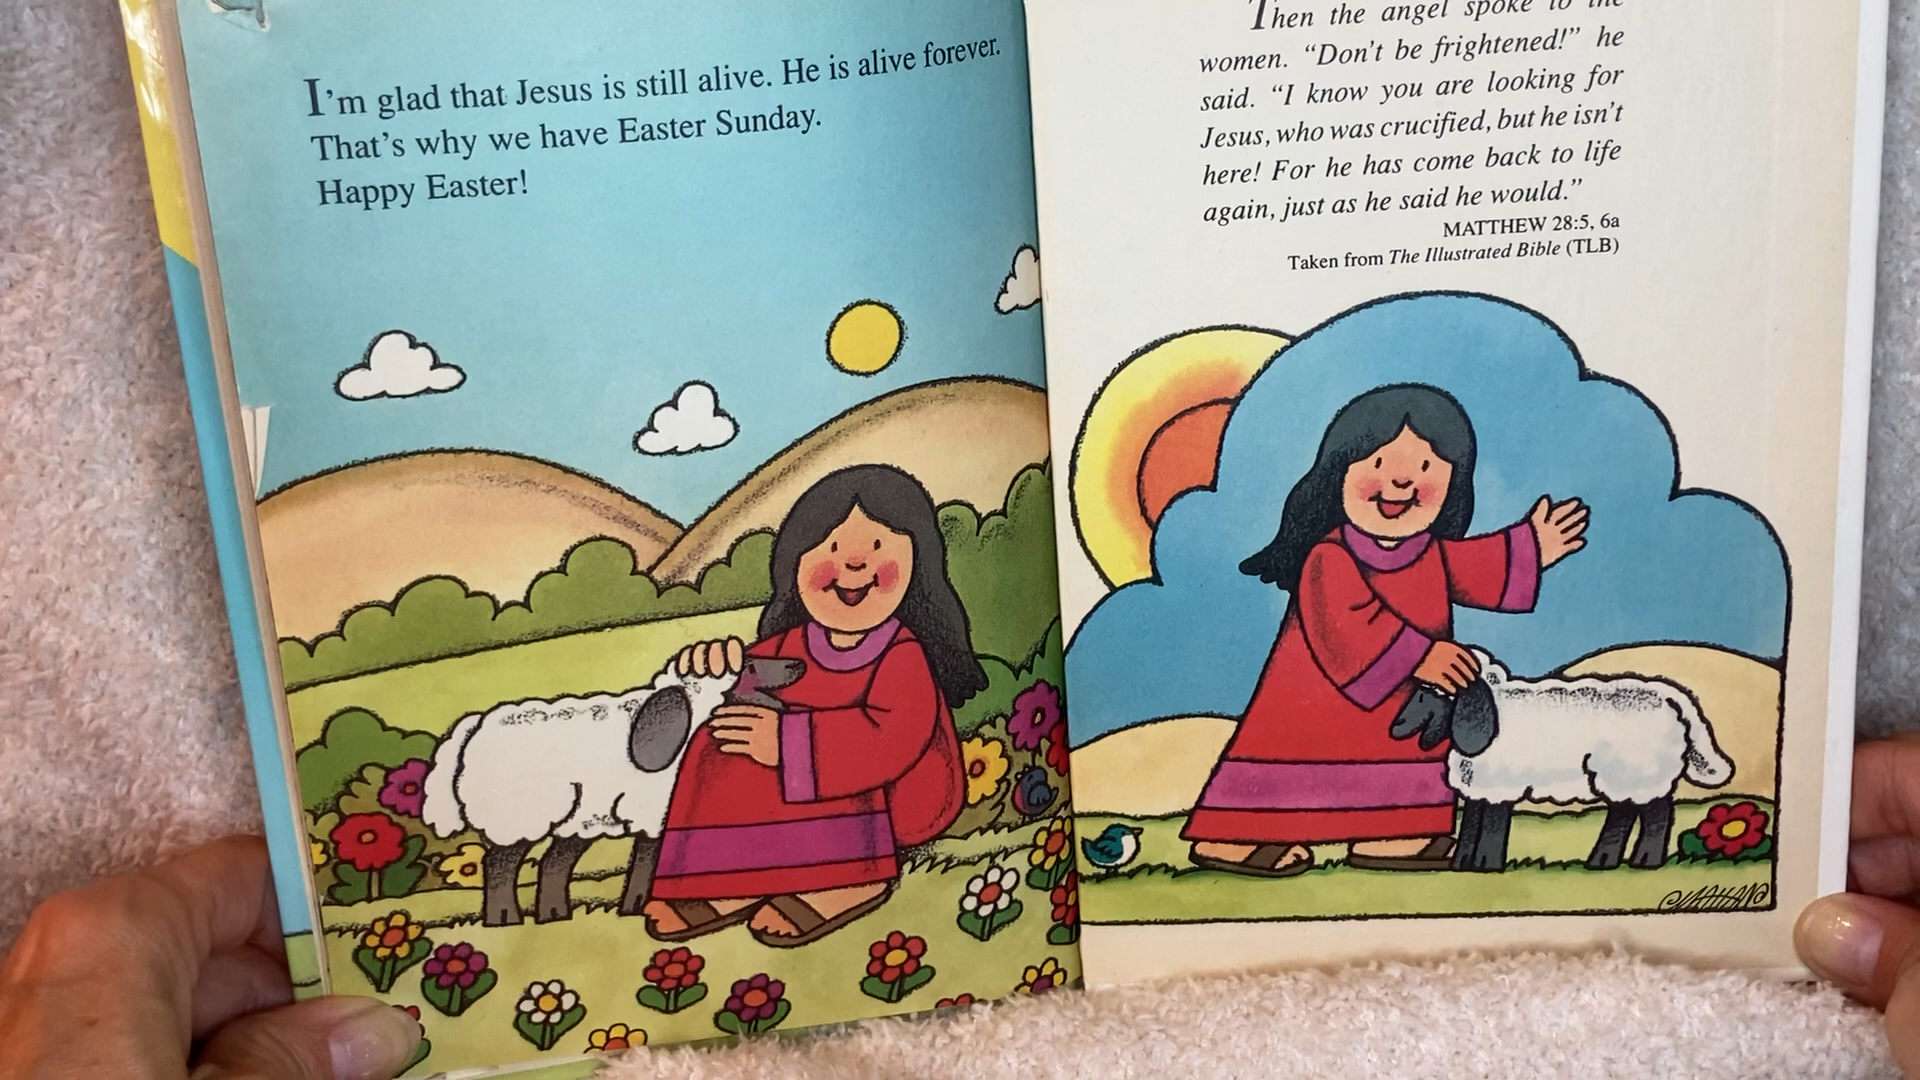 I'm glad that Jesus is still alive. He is alive forever.
That's why we have Easter Sunday.
Happy Easter!
Then the angel spoke to the
women. “Don't be frightened!” he
said. “I know you are looking for
Jesus, who was crucified, but he isn't
here! For he has come back to life
again, just as he said he would.”
MATTHEW 28:5, 6a
Taken from The Illustrated Bible (TLB)